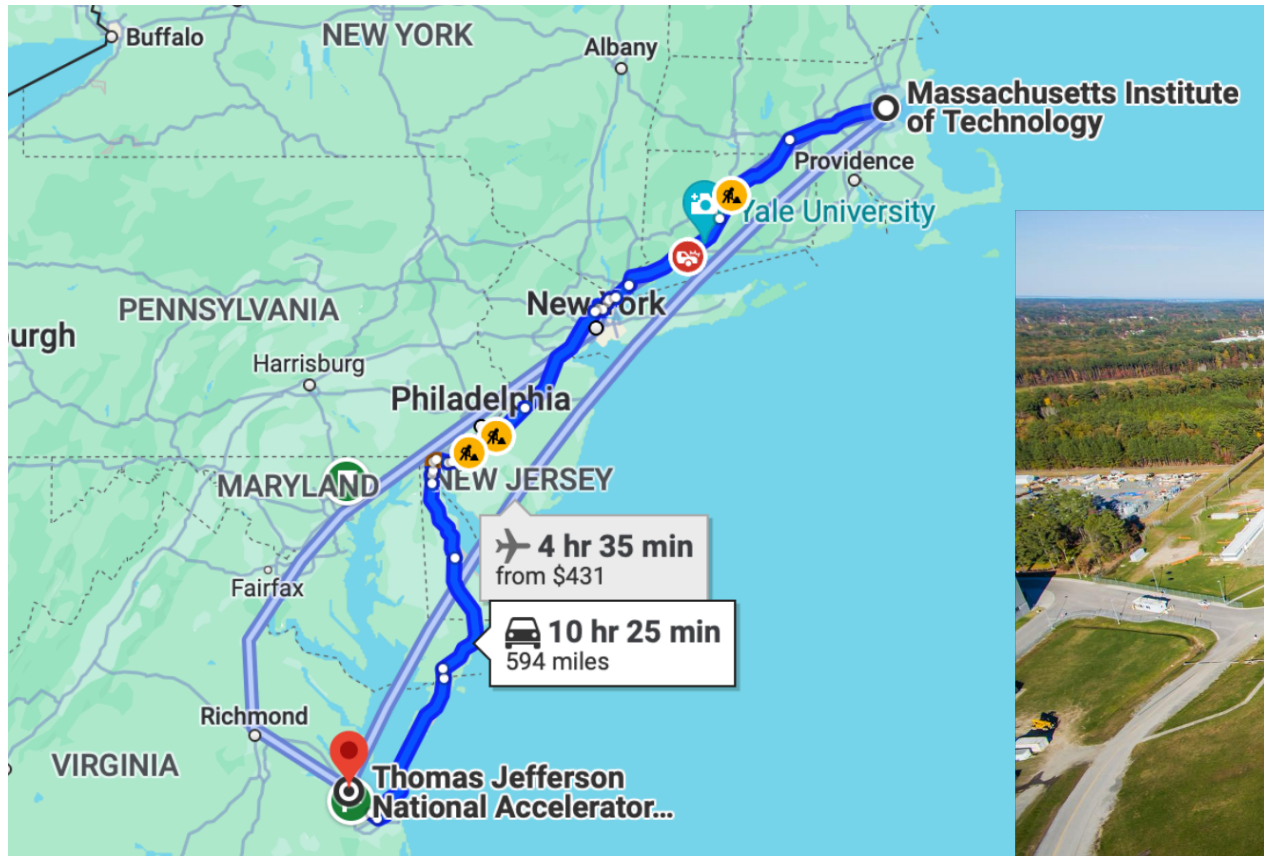 Buffalo
NEW YORK
Albany
Massachusetts Institute
of Technology
Providence
Yale University
New York
PENNSYLVANIA
urgh
Harrisburg
Philadelphia
MARYLAND
NEW JERSEY
4 hr 35 min
from $431
Fairfax
10 hr 25 min
594 miles
Richmond
VIRGINIA
Thomas Jefferson
National Accelerator...